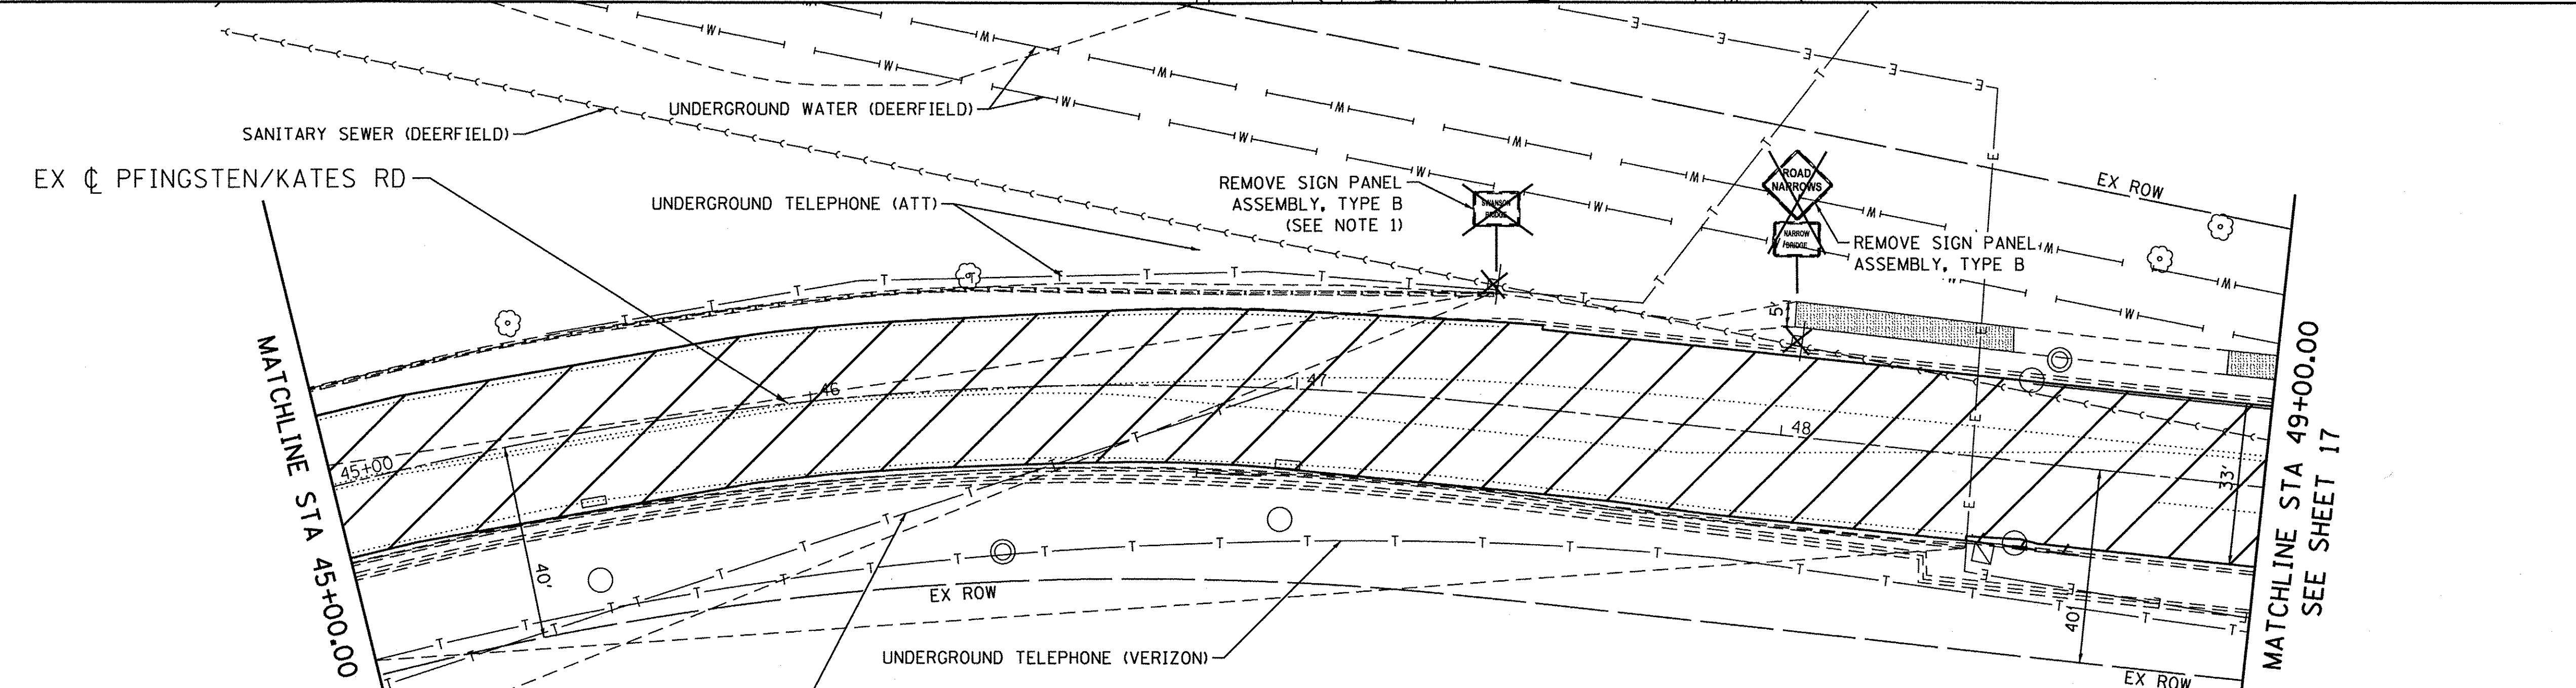 UNDERGROUND WATER (DEERFIELD)
SANITARY SEWER (DEERFIELD)
EX ℄ PFINGSTEN/KATES RD
UNDERGROUND TELEPHONE (ATT)
REMOVE SIGN PANEL
ASSEMBLY, TYPE B
(SEE NOTE 1)
SWANSON
BRIDGE
ROAD
NARROWS
NARROW
BRIDGE
REMOVE SIGN PANEL
ASSEMBLY, TYPE B
EX ROW
5'
MATCHLINE STA 45+00.00
45+00
46
47
48
33'
40'
40'
EX ROW
UNDERGROUND TELEPHONE (VERIZON)
EX ROW
MATCHLINE STA 49+00.00
SEE SHEET 17
W W W W W W W W
W W W W W W W W W
E E E E E E E E
T T T T T T T T